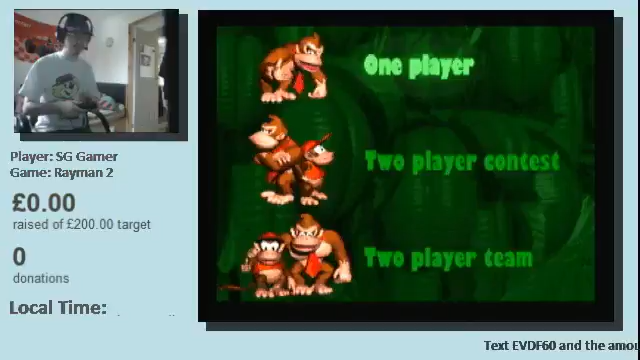 One player
Two player contest
Two player team
Player: SG Gamer
Game: Rayman 2
£0.00
raised of £200.00 target
0
donations
Local Time:
Text EVDF60 and the amou